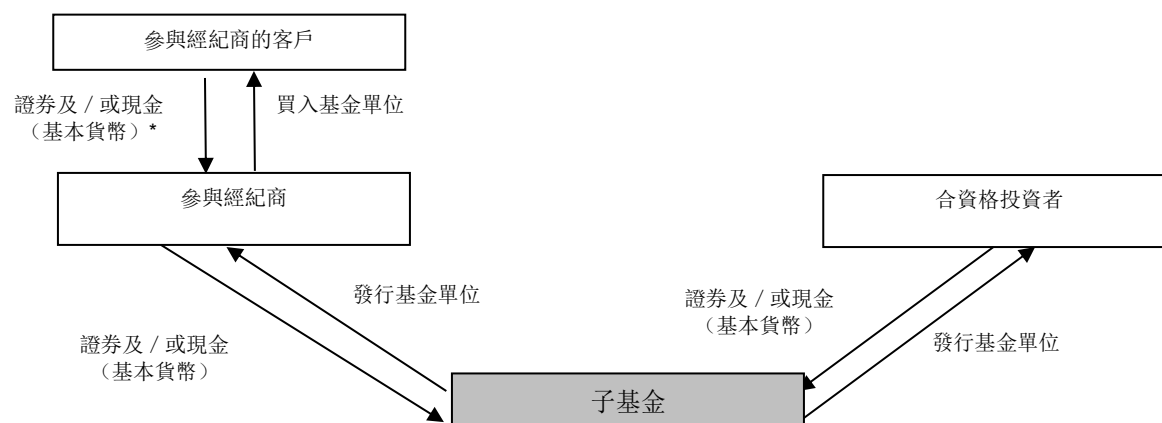 參與經紀商的客戶
證券及 / 或現金
（基本貨幣）*
買入基金單位
參與經紀商
合資格投資者
發行基金單位
證券及 / 或現金
（基本貨幣）
證券及 / 或現金
（基本貨幣）
發行基金單位
子基金